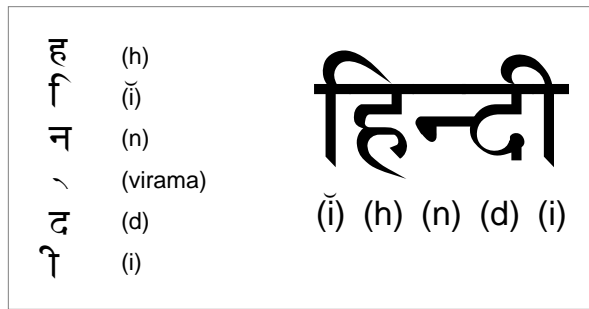 ह (h)
ि (ĭ)
न (n)
् (virama)
द (d)
ी (i)
हिन्दी
(ĭ) (h) (n) (d) (i)